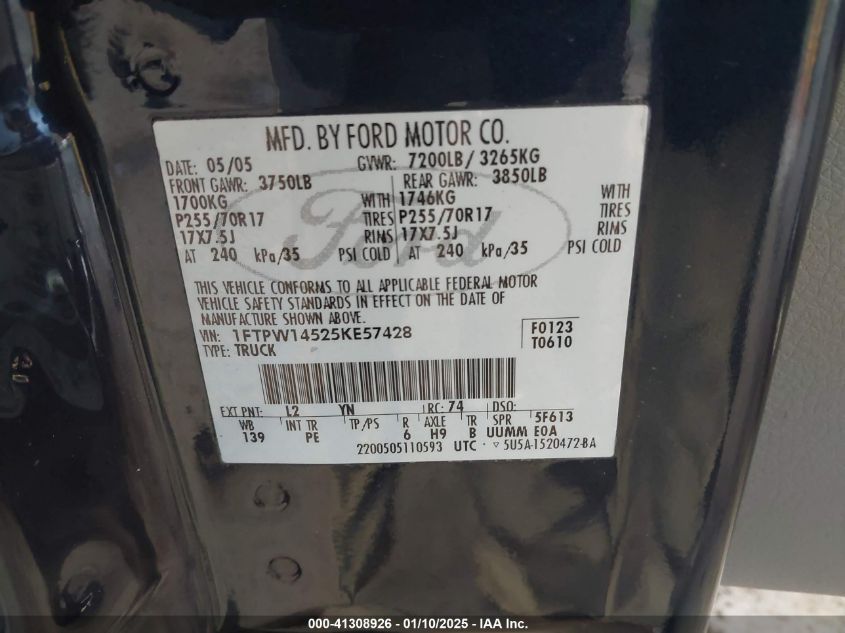 MFD. BY FORD MOTOR CO.
DATE: 05/05 GVWR: 7200LB/ 3265KG
FRONT GAWR: 3750LB REAR GAWR: 3850LB
1700KG WITH 1746KG WITH
P255/70R17 TIRES P255/70R17 TIRES
17X7.5J RIMS 17X7.5J RIMS
AT 240 kPa/35 PSI COLD AT 240 kPa/35 PSI COLD
Ford
THIS VEHICLE CONFORMS TO ALL APPLICABLE FEDERAL MOTOR
VEHICLE SAFETY STANDARDS IN EFFECT ON THE DATE OF
MANUFACTURE SHOWN ABOVE.
VIN: 1FTPW14525KE57428 F0123
TYPE: TRUCK T0610
EXT PNT: L2 YN RC: 74 DSO:
WB INT TR TP/PS R AXLE TR SPR 5F613
139 PE 6 H9 B UUMM E0A
2200505110593 UTC ▿ 5U5A-1520472-BA
000-41308926 - 01/10/2025 - IAA Inc.